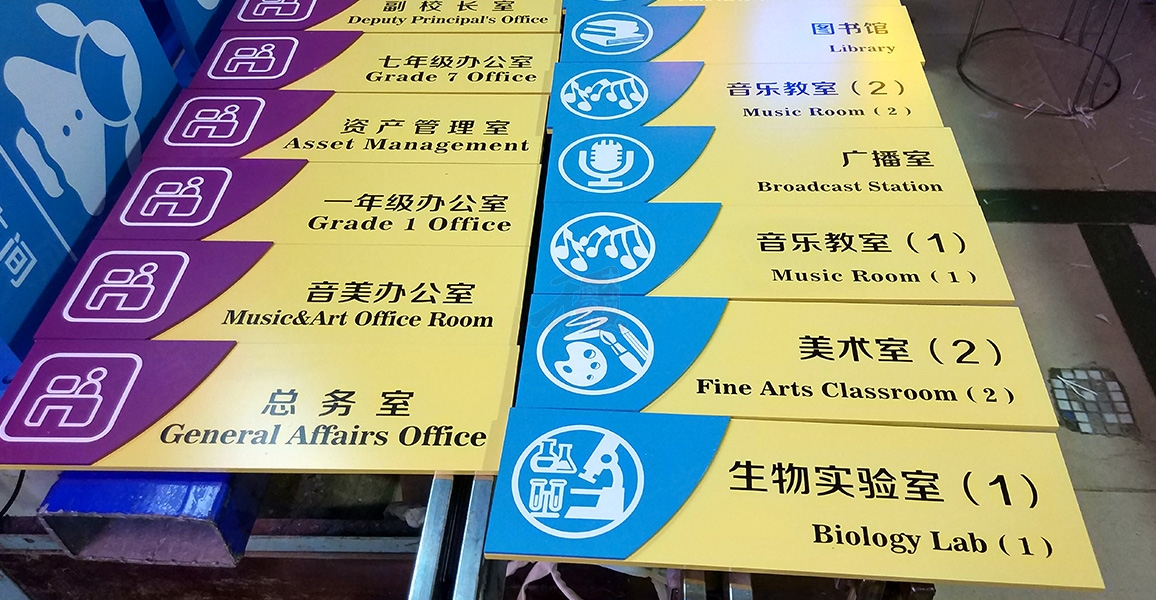 副校长室
Deputy Principal's Office
七年级办公室
Grade 7 Office
资产管理室
Asset Management
一年级办公室
Grade 1 Office
音美办公室
Music&Art Office Room
总务室
General Affairs Office
图书馆
Library
音乐教室（2）
Music Room（2）
广播室
Broadcast Station
音乐教室（1）
Music Room（1）
美术室（2）
Fine Arts Classroom（2）
生物实验室（1）
Biology Lab（1）
间